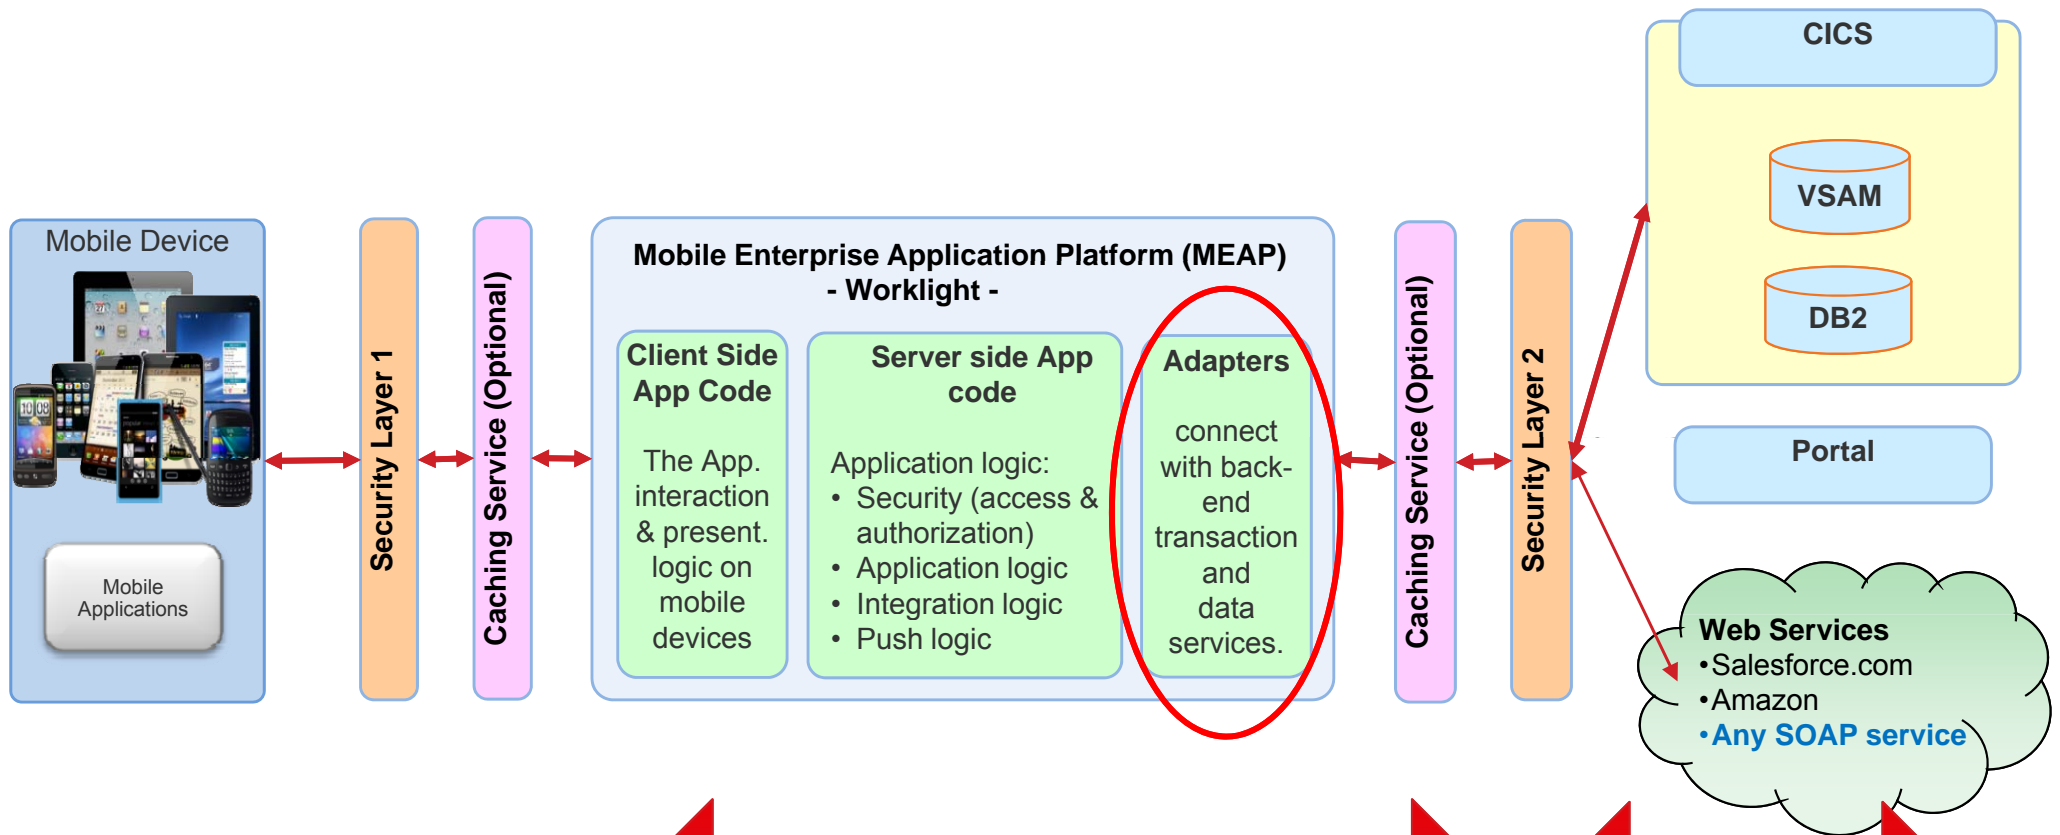 Mobile Device
10:08
Mobile
Applications
Security Layer 1
Caching Service (Optional)
Mobile Enterprise Application Platform (MEAP)
- Worklight -
Client Side
App Code
The App.
interaction
& present.
logic on
mobile
devices
Server side App
code
Application logic:
• Security (access &
authorization)
• Application logic
• Integration logic
• Push logic
Adapters
connect
with back-
end
transaction
and
data
services.
Caching Service (Optional)
Security Layer 2
CICS
VSAM
DB2
Portal
Web Services
•Salesforce.com
•Amazon
•Any SOAP service